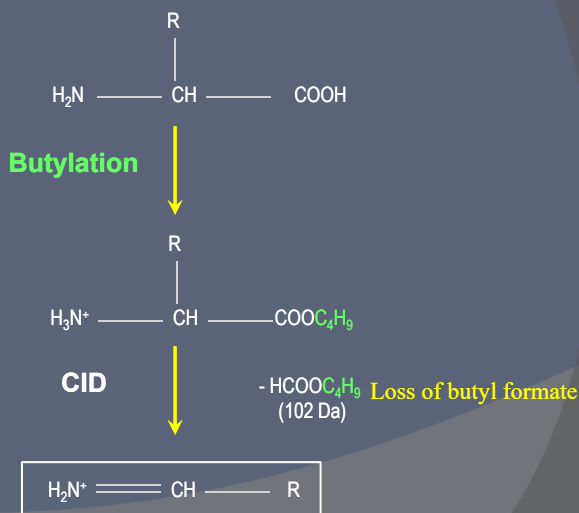 R
H₂N CH COOH
Butylation
R
H₃N⁺ CH COOC₄H₉
CID
- HCOOC₄H₉ Loss of butyl formate
(102 Da)
H₂N⁺ CH R